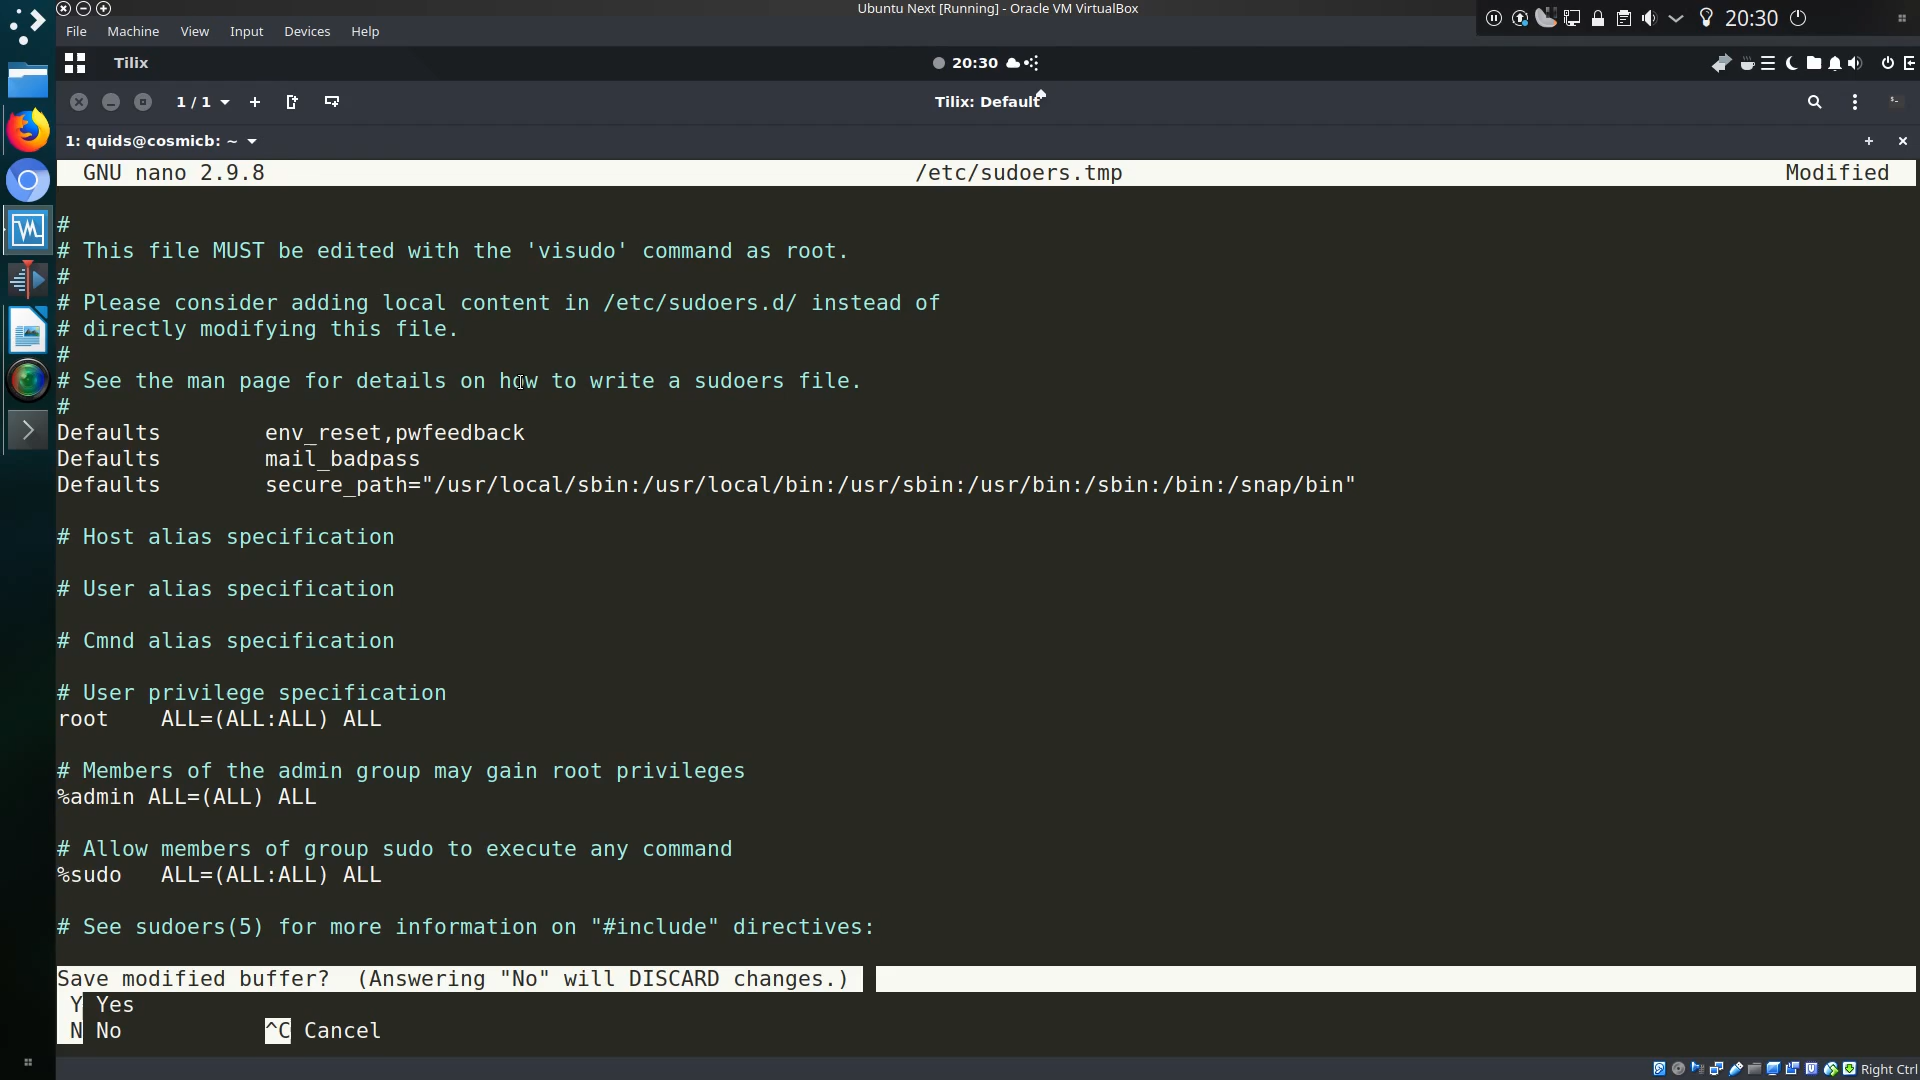 Ubuntu Next [Running] - Oracle VM VirtualBox
20:30
File Machine View Input Devices Help
Tilix
20:30
1 / 1
Tilix: Default
1: quids@cosmicb: ~
GNU nano 2.9.8 /etc/sudoers.tmp Modified
#
# This file MUST be edited with the 'visudo' command as root.
#
# Please consider adding local content in /etc/sudoers.d/ instead of
# directly modifying this file.
#
# See the man page for details on how to write a sudoers file.
#
Defaults env_reset,pwfeedback
Defaults mail_badpass
Defaults secure_path="/usr/local/sbin:/usr/local/bin:/usr/sbin:/usr/bin:/sbin:/bin:/snap/bin"
# Host alias specification
# User alias specification
# Cmnd alias specification
# User privilege specification
root ALL=(ALL:ALL) ALL
# Members of the admin group may gain root privileges
%admin ALL=(ALL) ALL
# Allow members of group sudo to execute any command
%sudo ALL=(ALL:ALL) ALL
# See sudoers(5) for more information on "#include" directives:
Save modified buffer? (Answering "No" will DISCARD changes.)
Y Yes
N No ^C Cancel
Right Ctrl